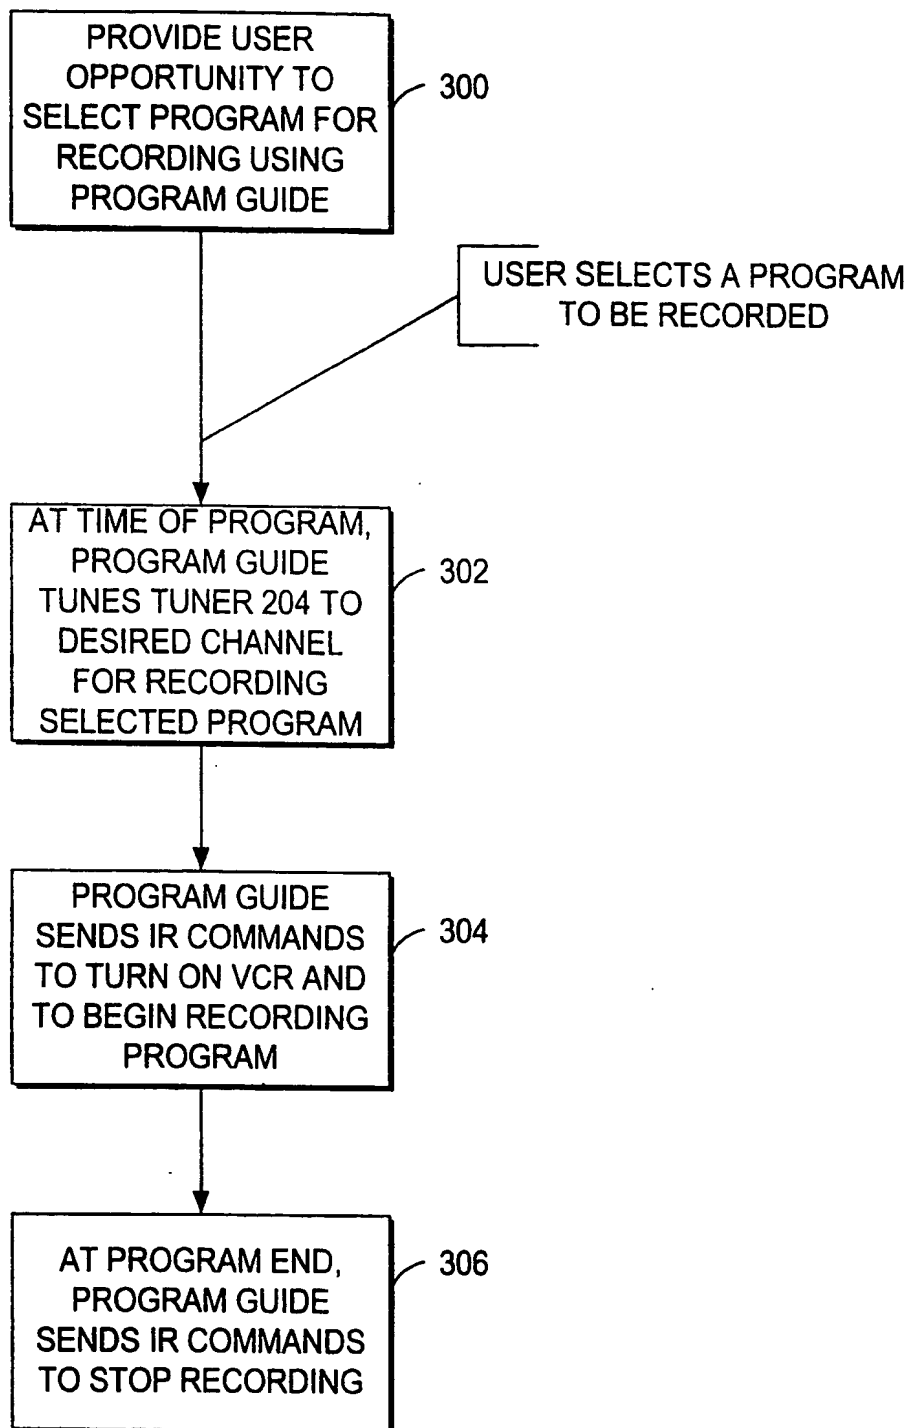 PROVIDE USER
OPPORTUNITY TO
SELECT PROGRAM FOR
RECORDING USING
PROGRAM GUIDE
300
USER SELECTS A PROGRAM
TO BE RECORDED
AT TIME OF PROGRAM,
PROGRAM GUIDE
TUNES TUNER 204 TO
DESIRED CHANNEL
FOR RECORDING
SELECTED PROGRAM
302
PROGRAM GUIDE
SENDS IR COMMANDS
TO TURN ON VCR AND
TO BEGIN RECORDING
PROGRAM
304
AT PROGRAM END,
PROGRAM GUIDE
SENDS IR COMMANDS
TO STOP RECORDING
306